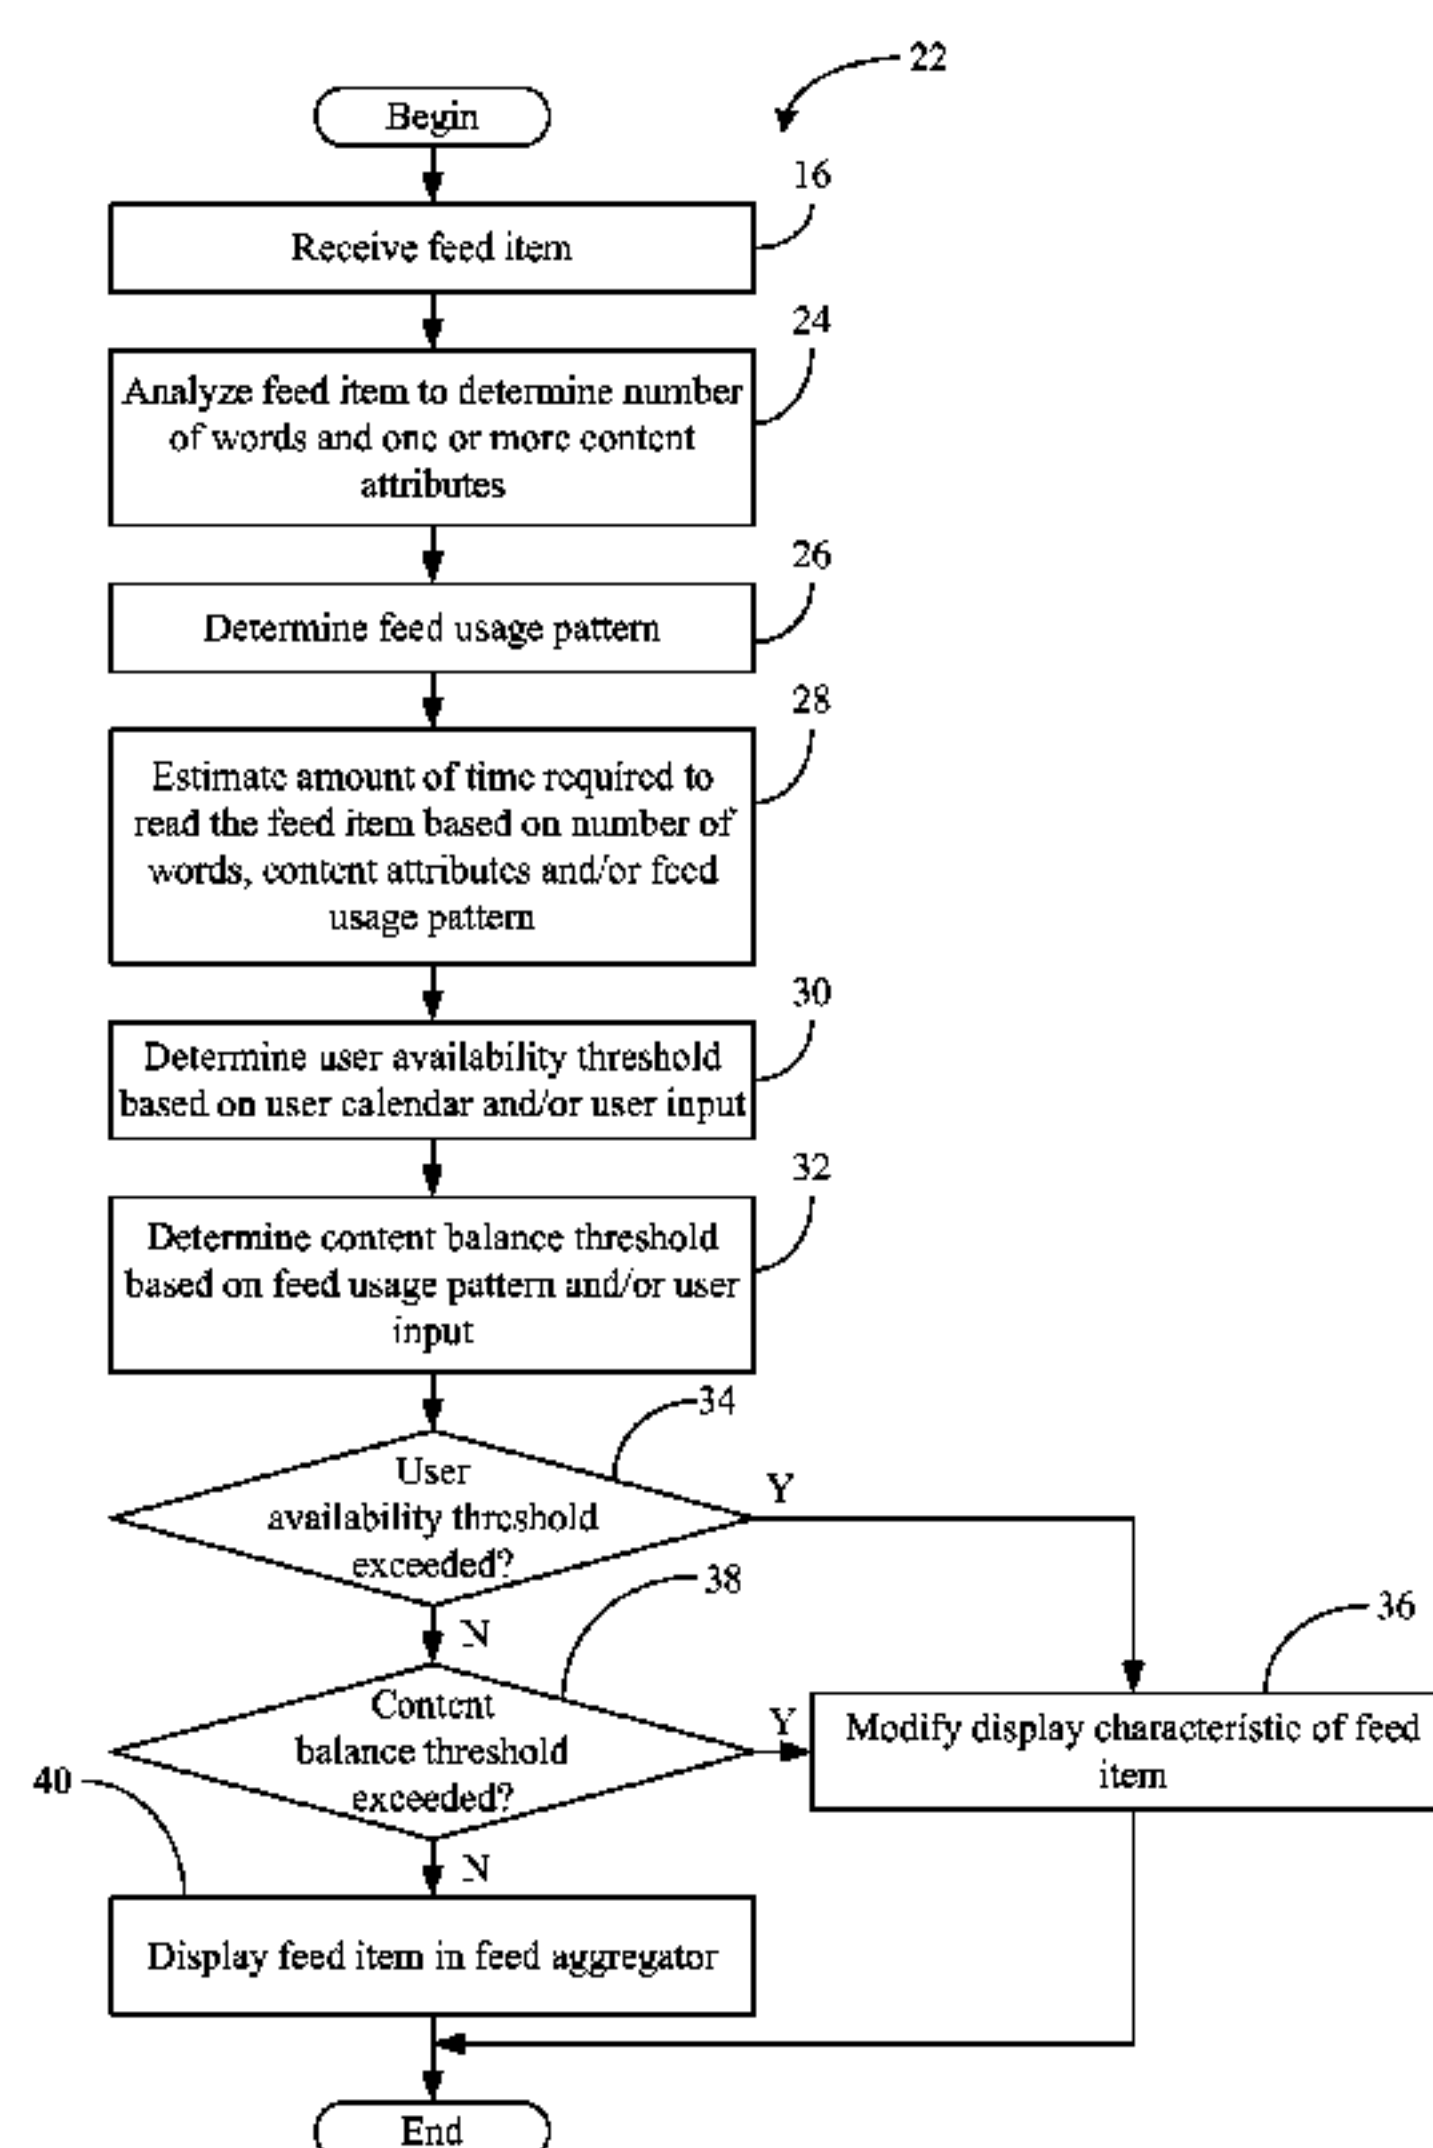 22
Begin
16
Receive feed item
24
Analyze feed item to determine number
of words and one or more content
attributes
26
Determine feed usage pattern
28
Estimate amount of time required to
read the feed item based on number of
words, content attributes and/or feed
usage pattern
30
Determine user availability threshold
based on user calendar and/or user input
32
Determine content balance threshold
based on feed usage pattern and/or user
input
34
User
availability threshold
exceeded?
Y
N
38
36
Content
balance threshold
exceeded?
Y
Modify display characteristic of feed
item
40
N
Display feed item in feed aggregator
End